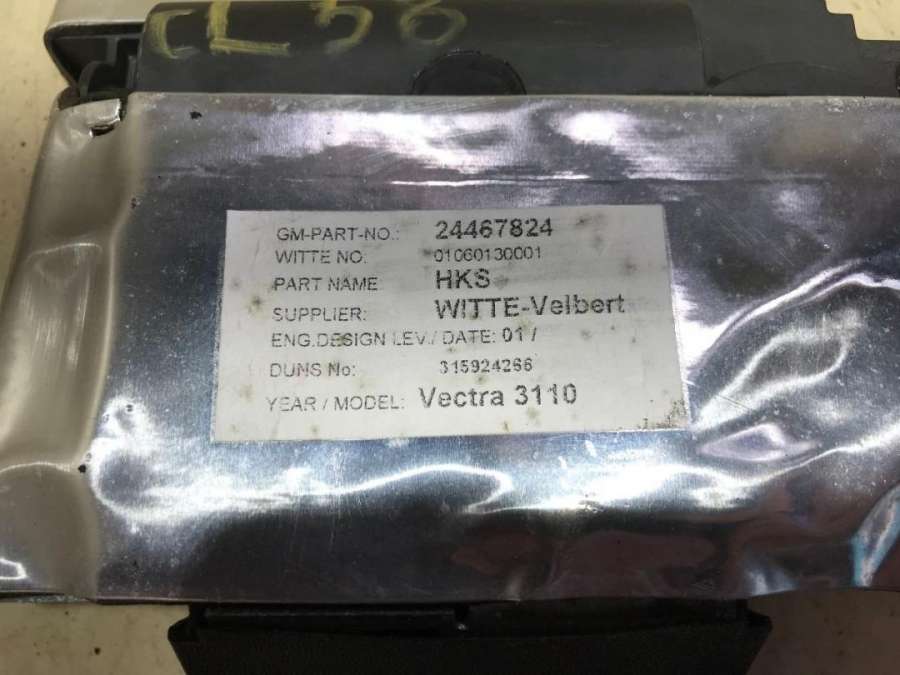 CL56
GM-PART-NO.: 24467824
WITTE NO: 01060130001
PART NAME: HKS
SUPPLIER: WITTE-Velbert
ENG.DESIGN LEV./ DATE: 01 /
DUNS No: 315924266
YEAR / MODEL: Vectra 3110